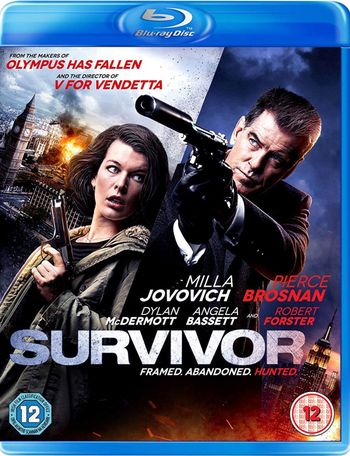 Blu-ray Disc
FROM THE MAKERS OF
OLYMPUS HAS FALLEN
AND THE DIRECTOR OF
V FOR VENDETTA
MILLA JOVOVICH
PIERCE BROSNAN
DYLAN McDERMOTT
ANGELA BASSETT
AND
ROBERT FORSTER
SURVIVOR
FRAMED. ABANDONED. HUNTED.
12
12